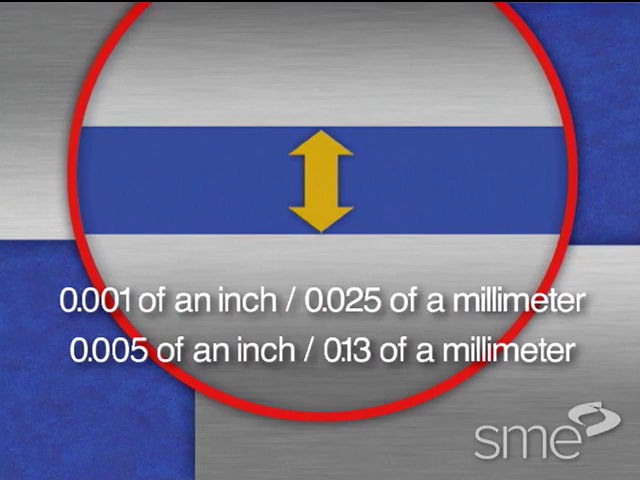 0.001 of an inch / 0.025 of a millimeter
0.005 of an inch / 0.13 of a millimeter
sme